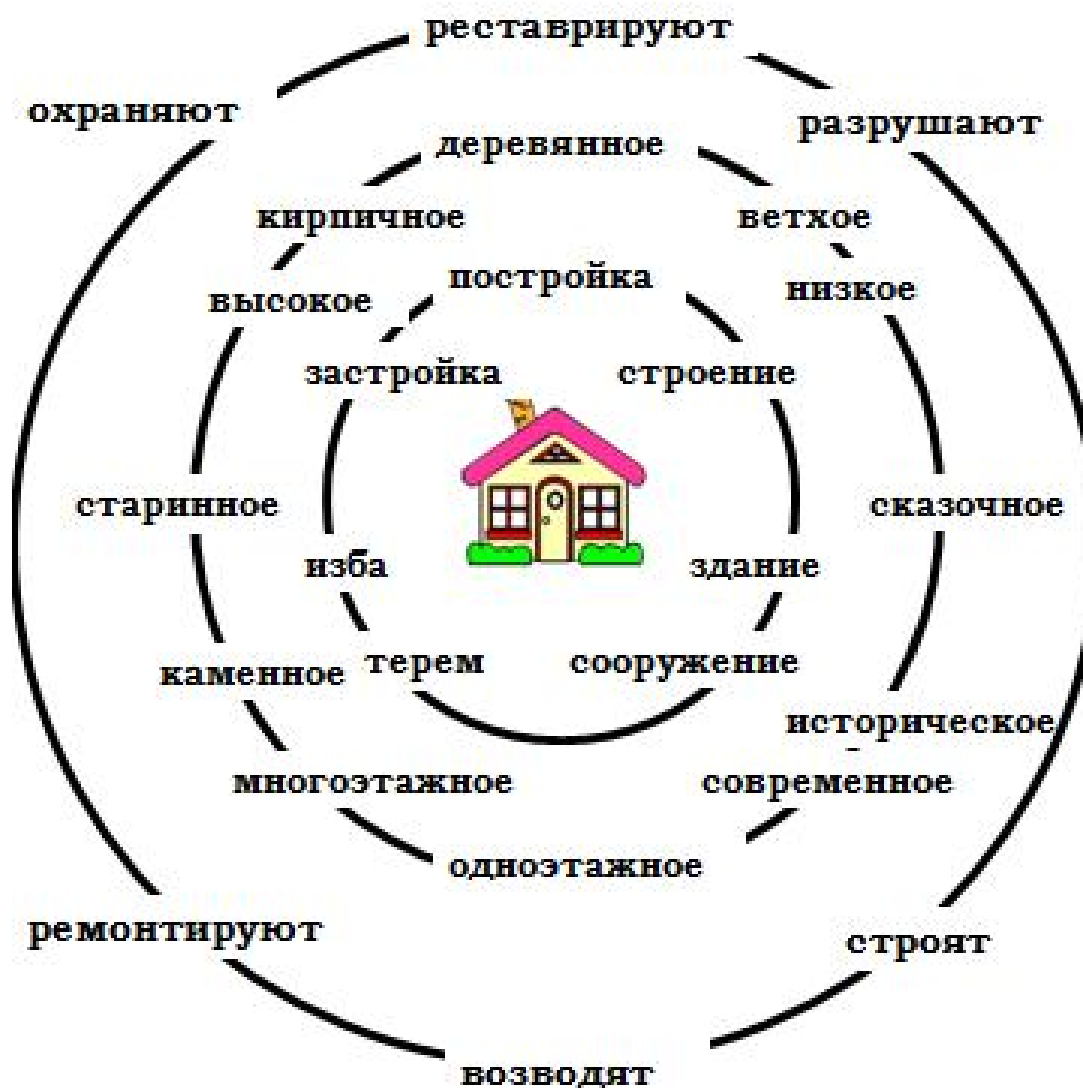 реставрируют
охраняют
разрушают
деревянное
кирпичное
ветхое
постройка
низкое
высокое
застройка
строение
старинное
сказочное
изба
здание
терем
сооружение
каменное
историческое
многоэтажное
современное
одноэтажное
ремонтируют
строят
возводят